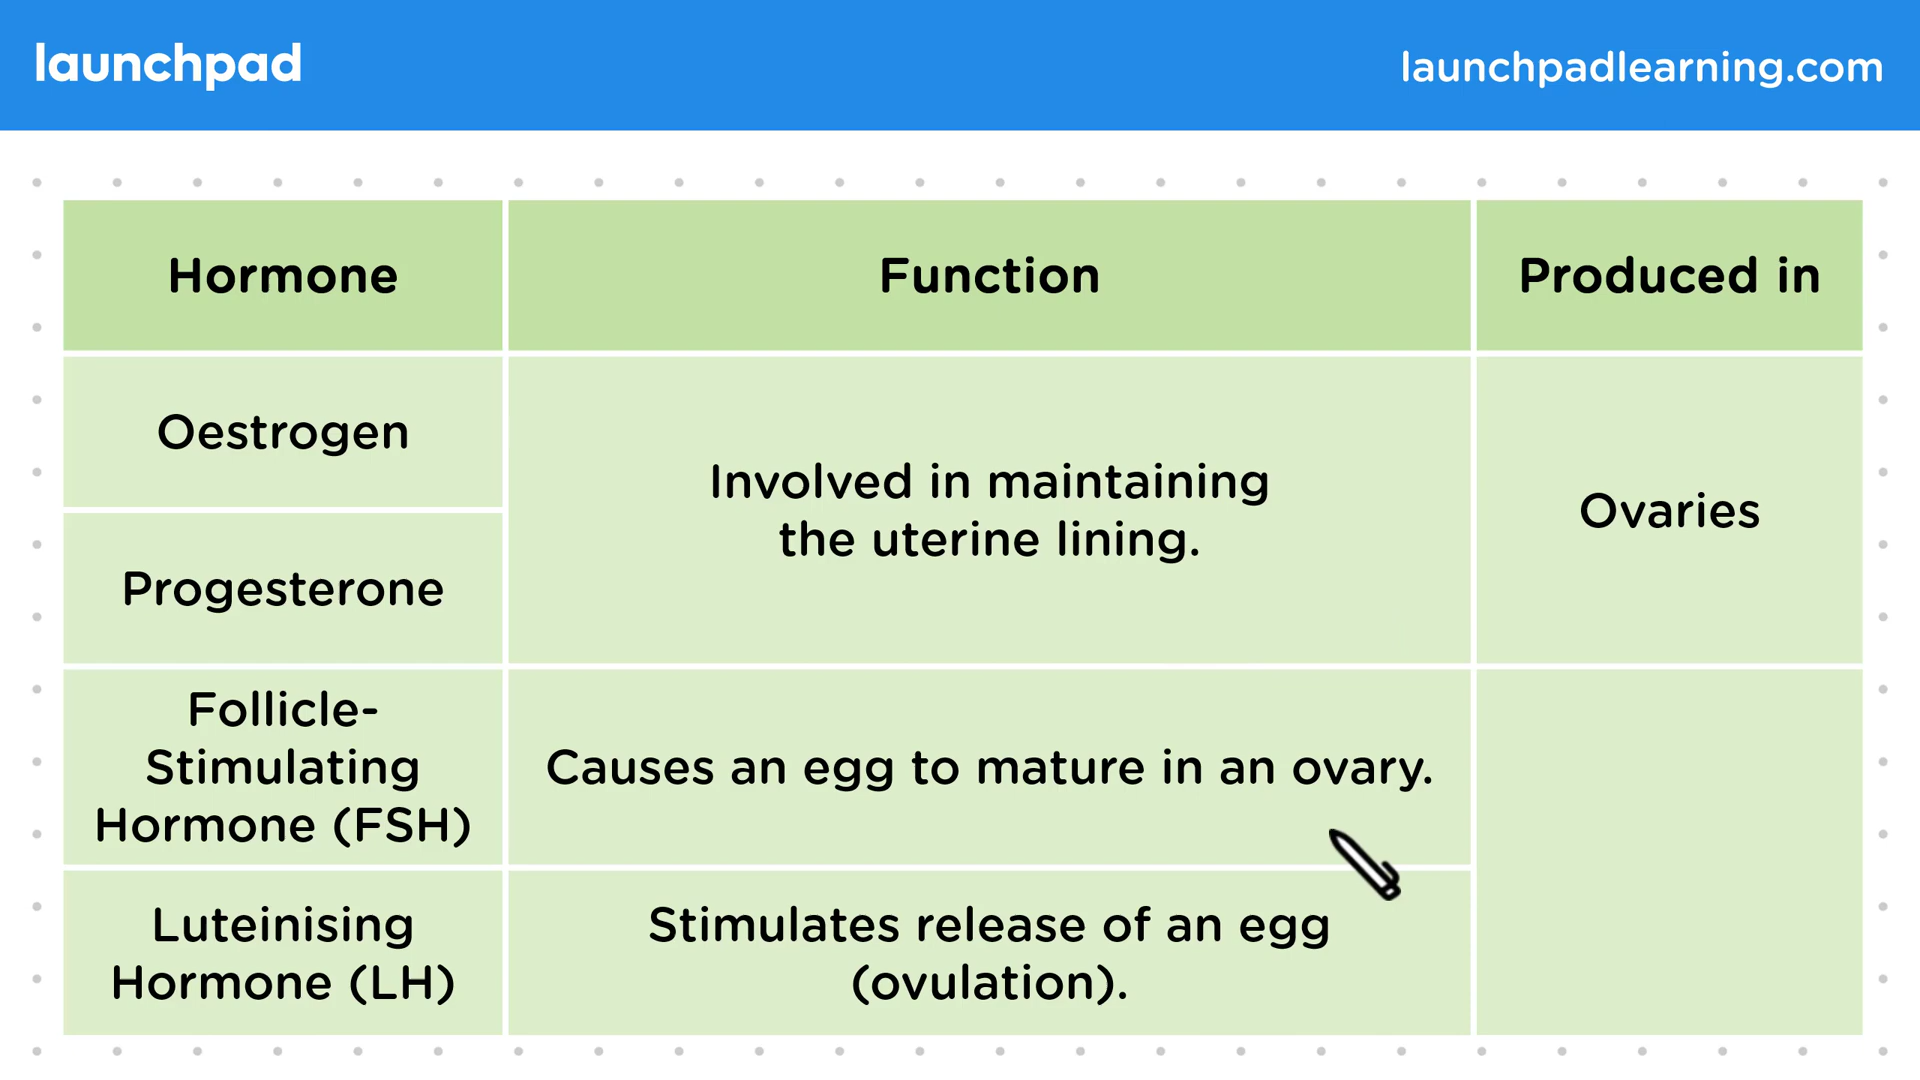 launchpad
launchpadlearning.com
Hormone
Function
Produced in
Oestrogen
Progesterone
Involved in maintaining
the uterine lining.
Ovaries
Follicle-
Stimulating
Hormone (FSH)
Causes an egg to mature in an ovary.
Luteinising
Hormone (LH)
Stimulates release of an egg
(ovulation).